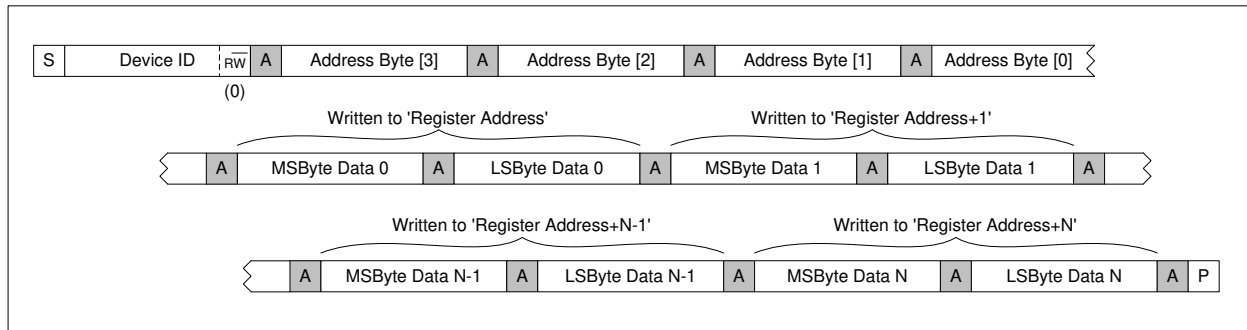 S Device ID RW A Address Byte [3] A Address Byte [2] A Address Byte [1] A Address Byte [0]
(0)
Written to 'Register Address' Written to 'Register Address+1'
A MSByte Data 0 A LSByte Data 0 A MSByte Data 1 A LSByte Data 1 A
Written to 'Register Address+N-1' Written to 'Register Address+N'
A MSByte Data N-1 A LSByte Data N-1 A MSByte Data N A LSByte Data N A P